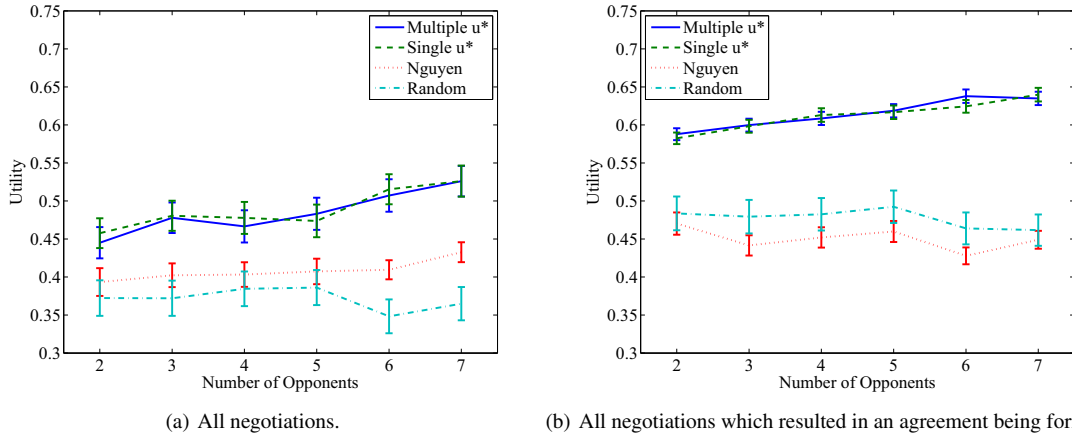 0.75
0.7
0.65
0.6
0.55
0.5
0.45
0.4
0.35
0.3
Utility
2 3 4 5 6 7
Number of Opponents
Multiple u*
Single u*
Nguyen
Random
(a) All negotiations.
0.75
0.7
0.65
0.6
0.55
0.5
0.45
0.4
0.35
0.3
Utility
2 3 4 5 6 7
Number of Opponents
Multiple u*
Single u*
Nguyen
Random
(b) All negotiations which resulted in an agreement being for